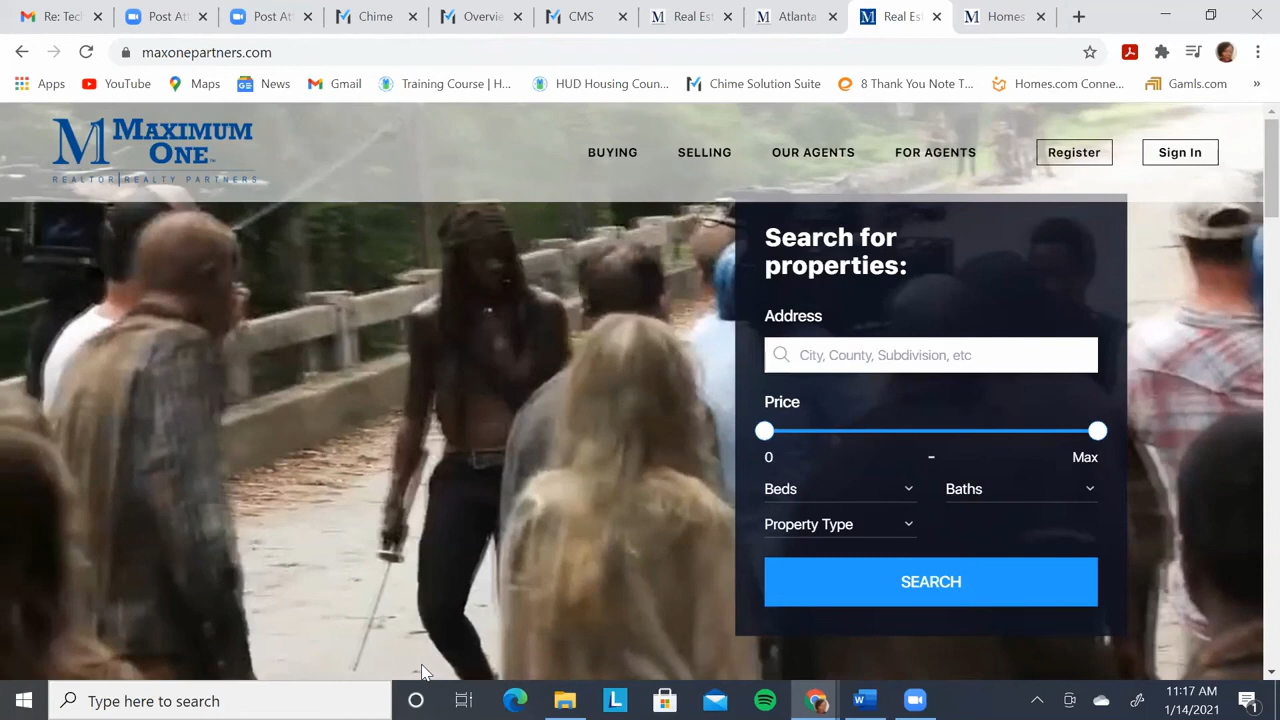 Re: Tech
Post At
Post At
Chime
Overvie
CMS
Real Est
Atlanta
Real Es
Homes
maxonepartners.com
Apps
YouTube
Maps
News
Gmail
Training Course | H...
HUD Housing Coun...
Chime Solution Suite
8 Thank You Note T...
Homes.com Conne...
Gamls.com
»
M MAXIMUM ONE™
REALTOR|REALTY PARTNERS
BUYING
SELLING
OUR AGENTS
FOR AGENTS
Register
Sign In
Search for
properties:
Address
City, County, Subdivision, etc
Price
0
-
Max
Beds
Baths
Property Type
SEARCH
Type here to search
L
11:17 AM
1/14/2021
1